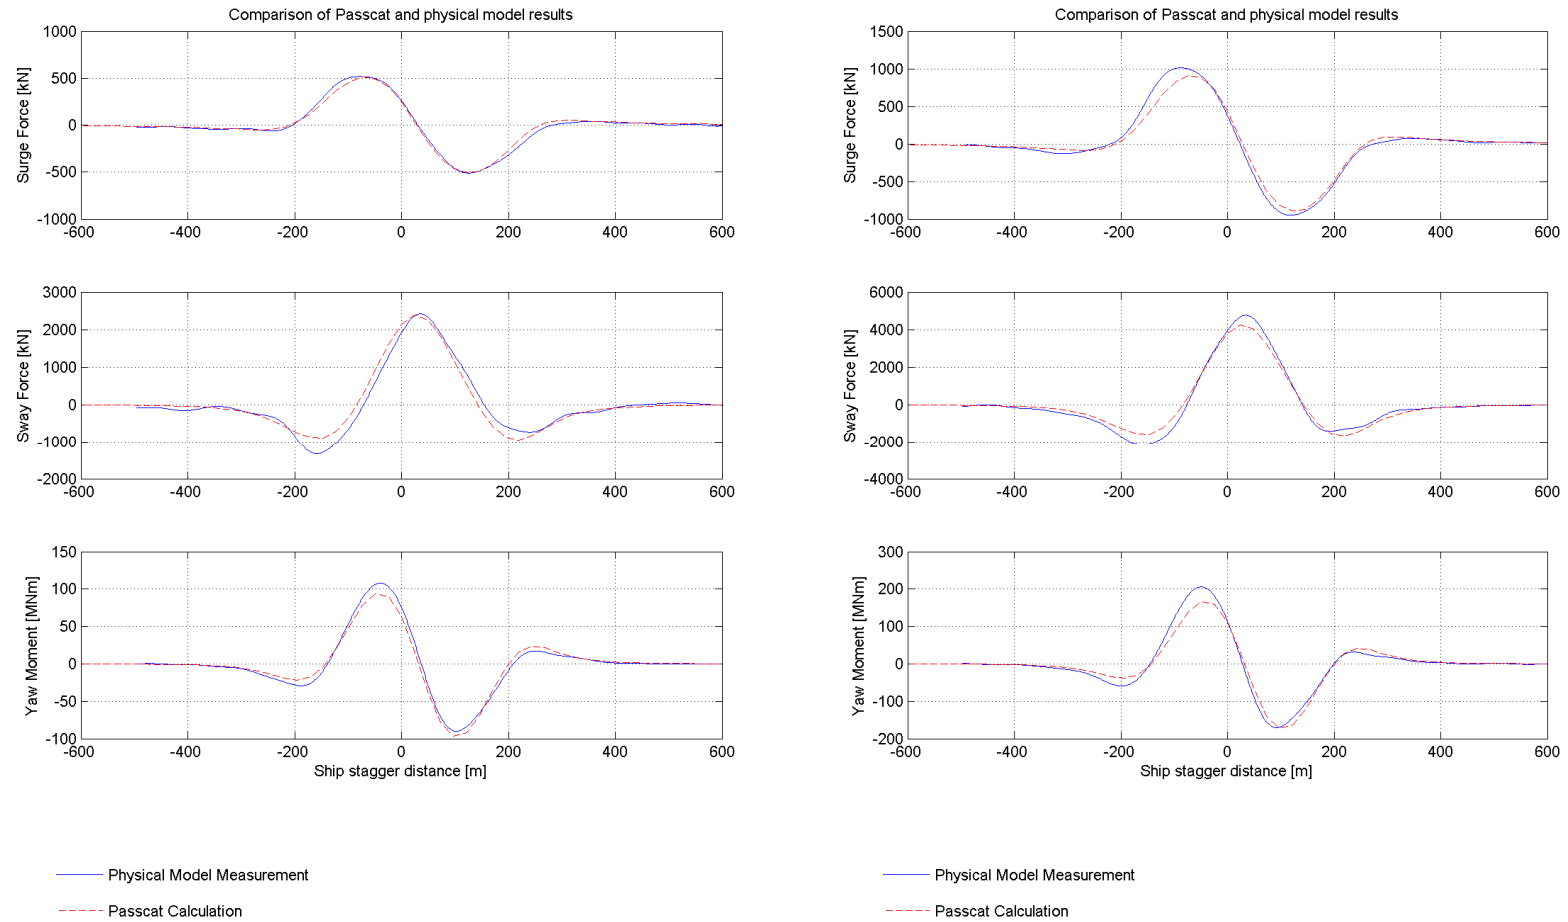 Comparison of Passcat and physical model results
Surge Force [kN]
1000
500
0
-500
-1000
-600 -400 -200 0 200 400 600
Sway Force [kN]
3000
2000
1000
0
-1000
-2000
-600 -400 -200 0 200 400 600
Yaw Moment [MNm]
150
100
50
0
-50
-100
-600 -400 -200 0 200 400 600
Ship stagger distance [m]
Physical Model Measurement
Passcat Calculation
Comparison of Passcat and physical model results
Surge Force [kN]
1500
1000
500
0
-500
-1000
-600 -400 -200 0 200 400 600
Sway Force [kN]
6000
4000
2000
0
-2000
-4000
-600 -400 -200 0 200 400 600
Yaw Moment [MNm]
300
200
100
0
-100
-200
-600 -400 -200 0 200 400 600
Ship stagger distance [m]
Physical Model Measurement
Passcat Calculation